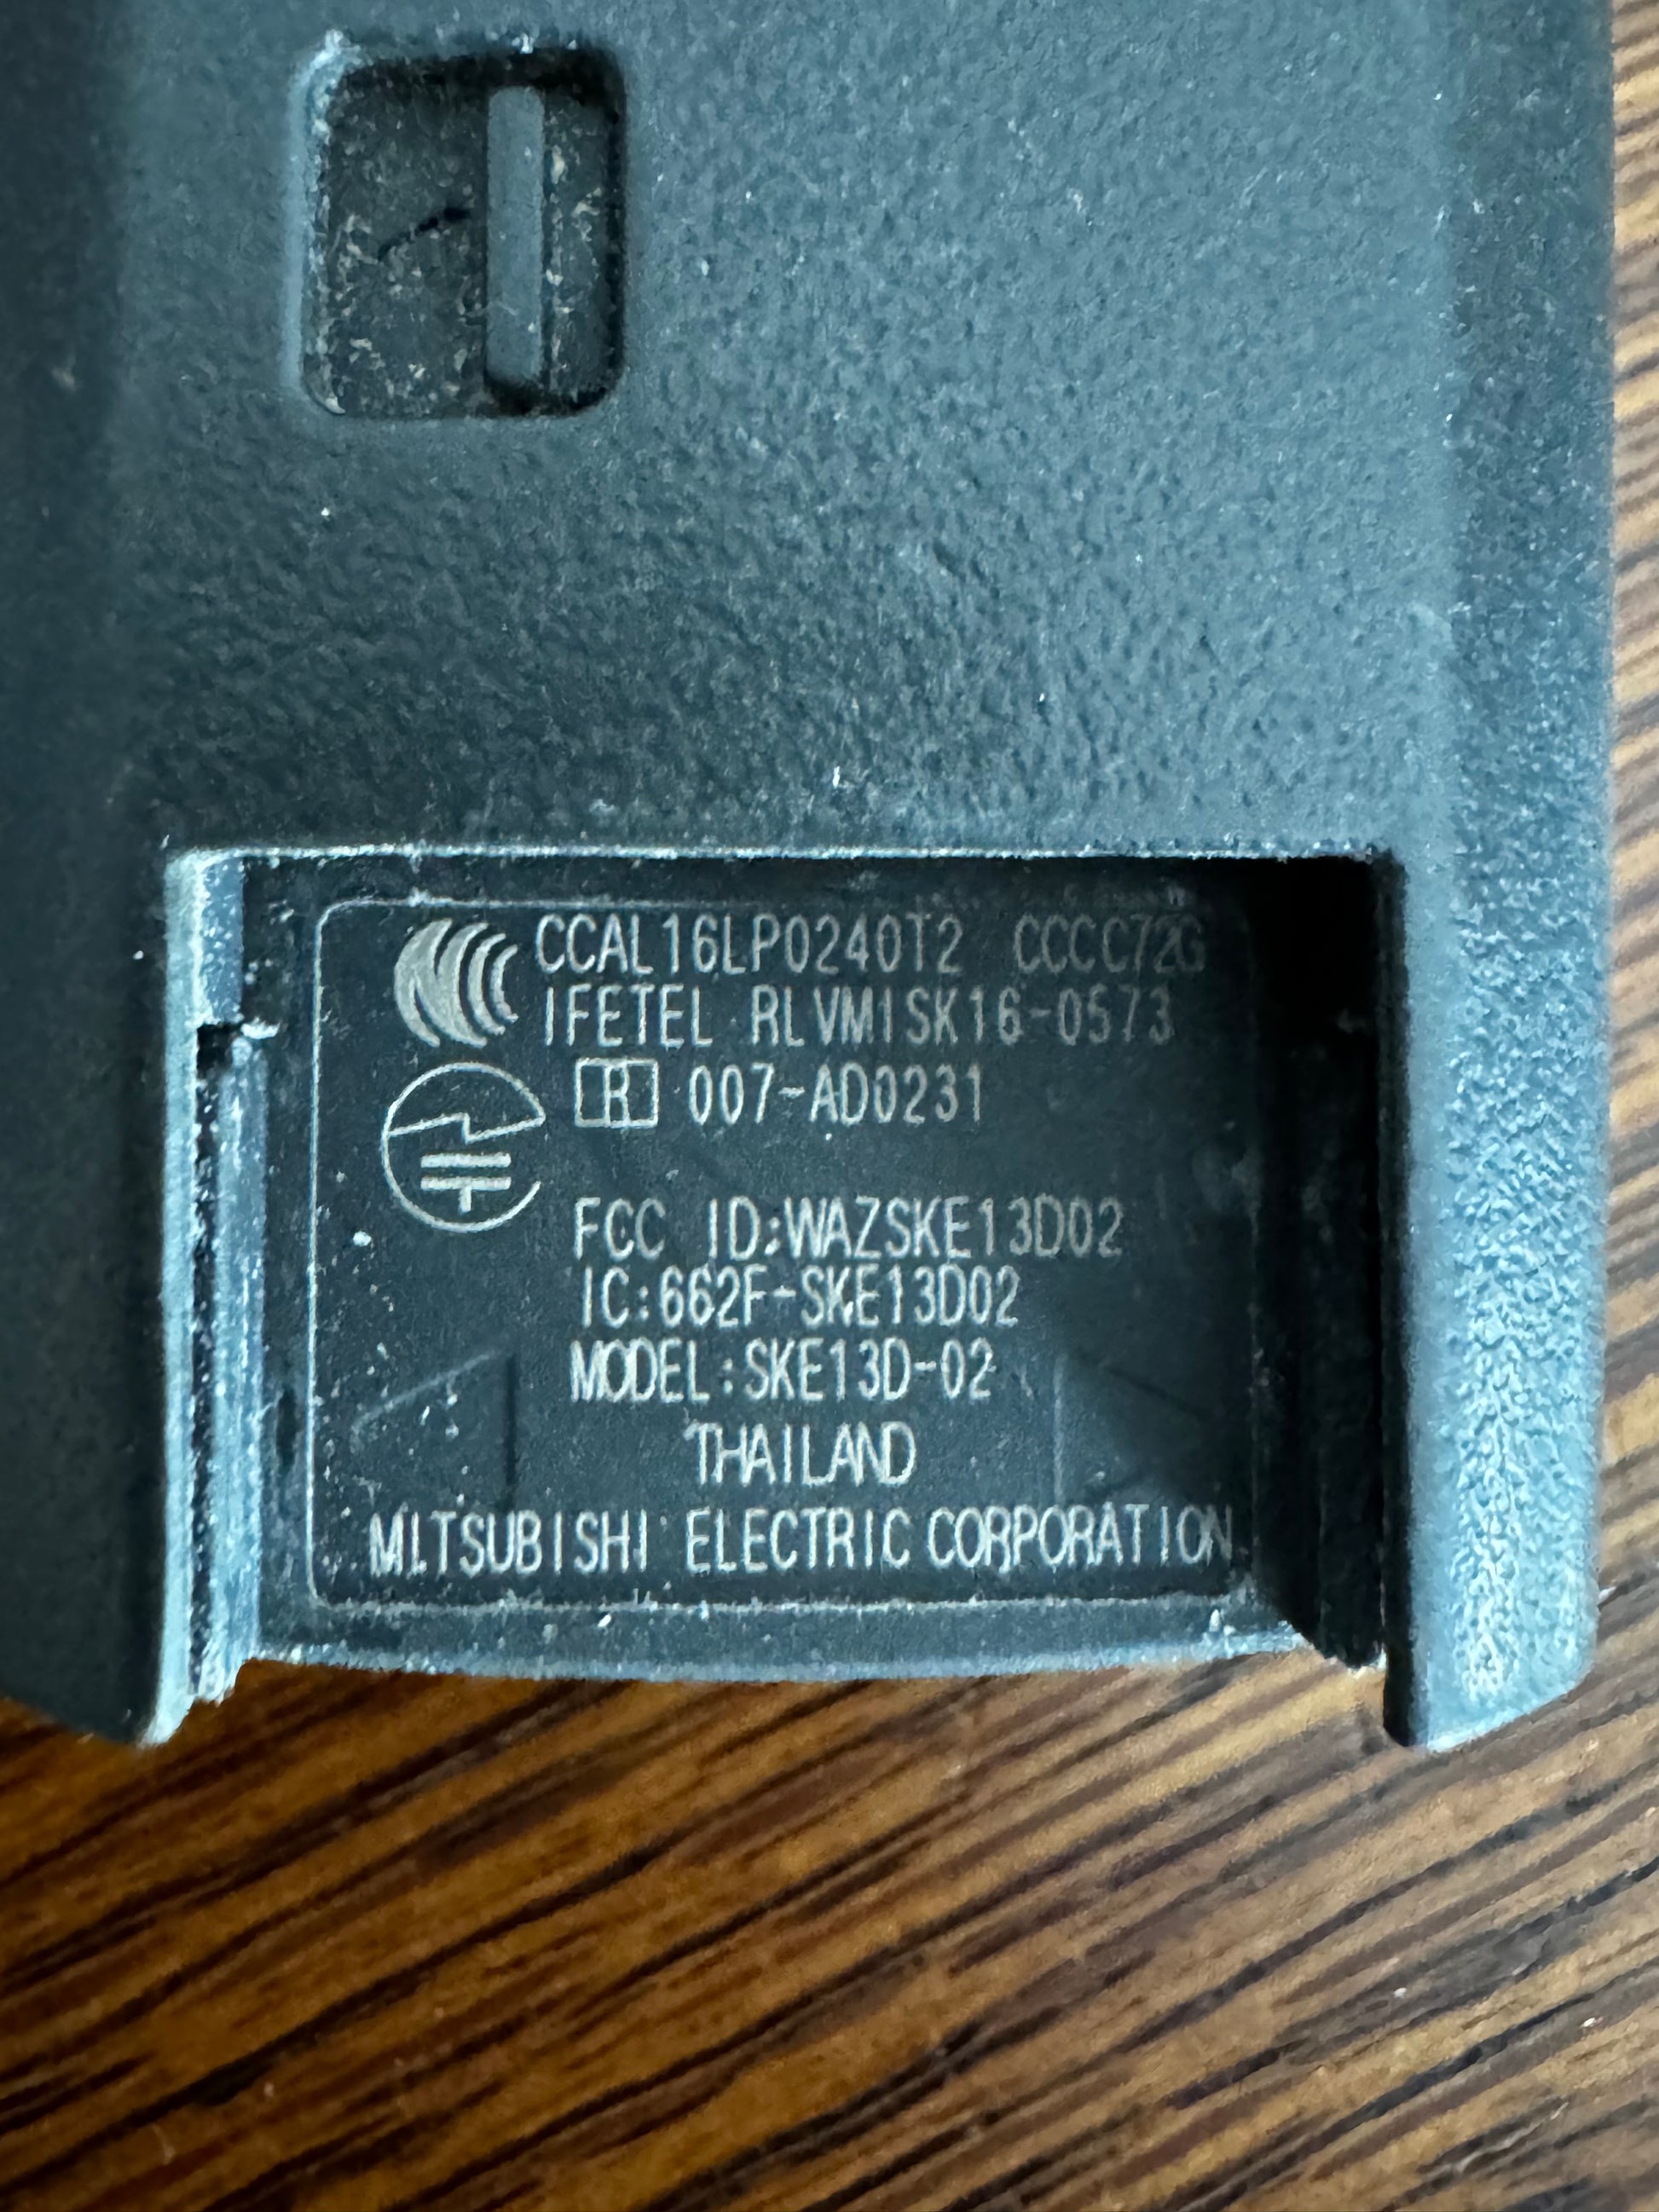 CCAL16LP0240T2 CCCC72G
IFETEL RLVMISK16-0573
R 007-AD0231
FCC ID:WAZSKE13D02
IC:662F-SKE13D02
MODEL:SKE13D-02
THAILAND
MITSUBISHI ELECTRIC CORPORATION